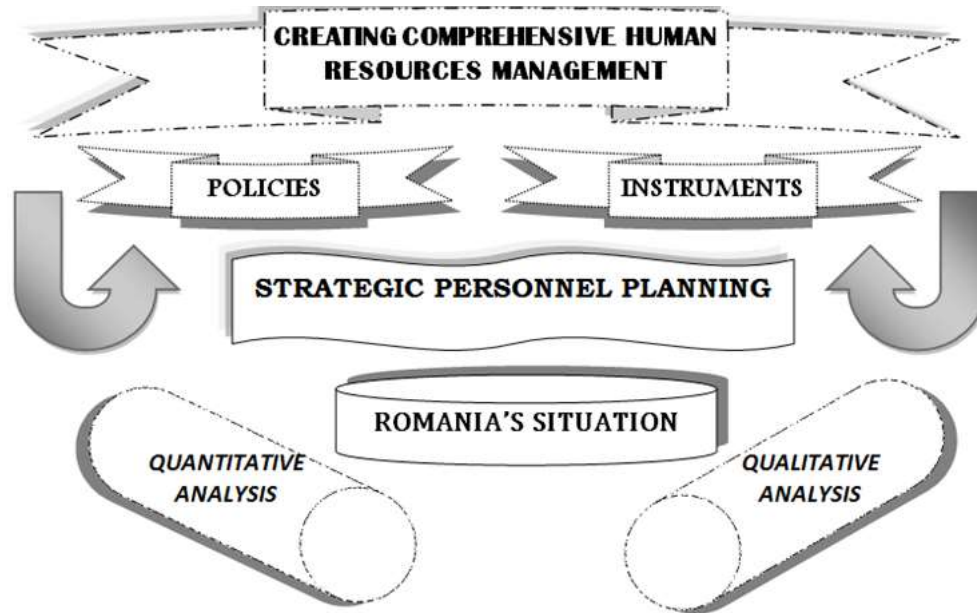 CREATING COMPREHENSIVE HUMAN
RESOURCES MANAGEMENT
POLICIES
INSTRUMENTS
STRATEGIC PERSONNEL PLANNING
ROMANIA'S SITUATION
QUANTITATIVE
ANALYSIS
QUALITATIVE
ANALYSIS